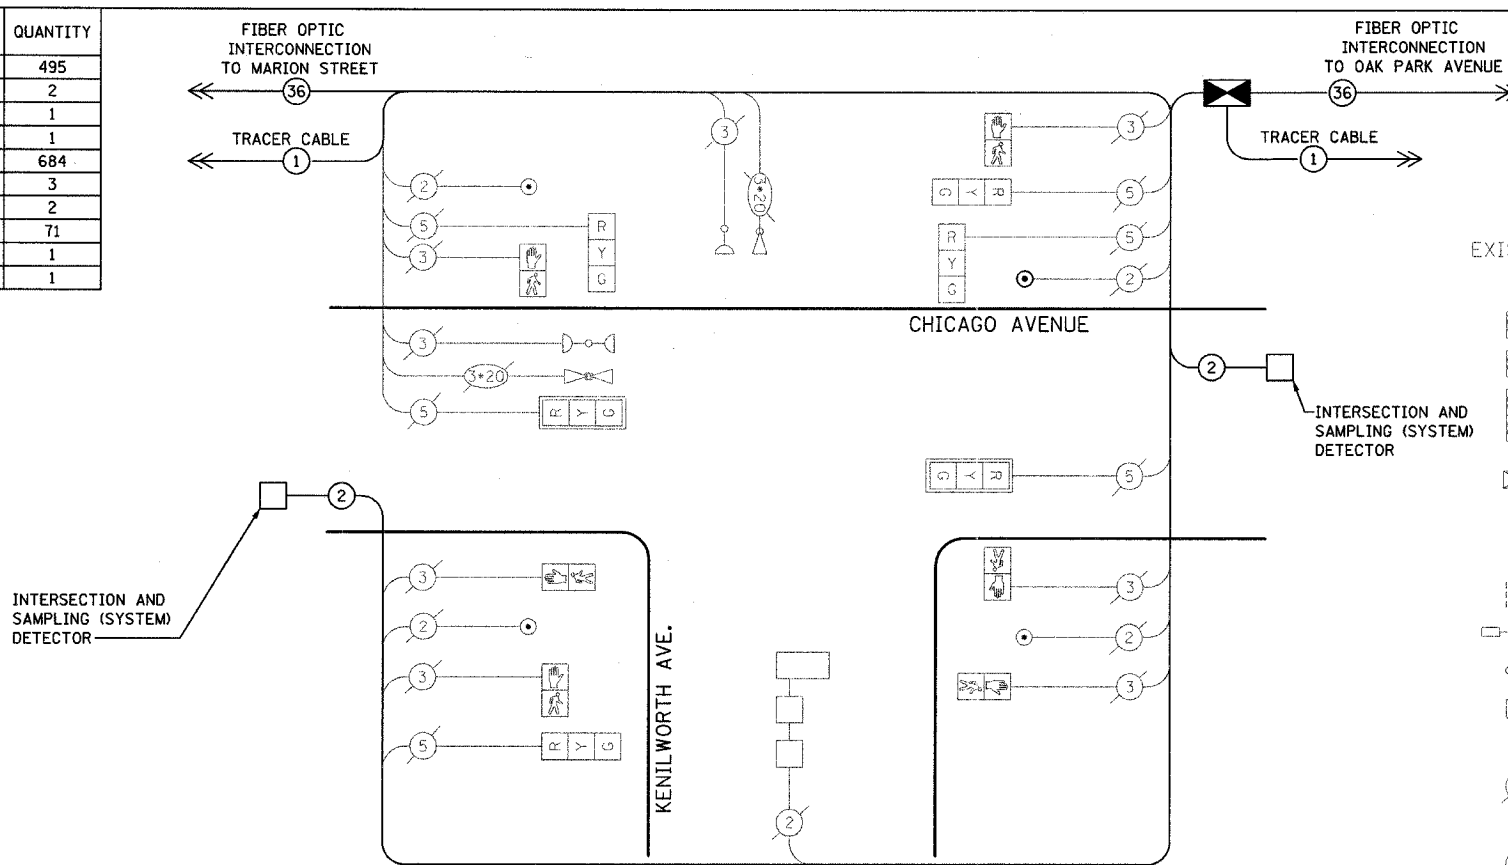 QUANTITY
495
2
1
1
684
3
2
71
1
1
FIBER OPTIC
INTERCONNECTION
TO MARION STREET
36
TRACER CABLE
1
FIBER OPTIC
INTERCONNECTION
TO OAK PARK AVENUE
36
TRACER CABLE
1
3
3*20
2
5
R
Y
G
3
3
G Y R
5
R
Y
G
5
2
EXIS
CHICAGO AVENUE
3
3*20
5
R Y G
2
INTERSECTION AND
SAMPLING (SYSTEM)
DETECTOR
G Y R
5
2
INTERSECTION AND
SAMPLING (SYSTEM)
DETECTOR
3
2
3
5
R Y G
KENILWORTH AVE.
2
3
2
3